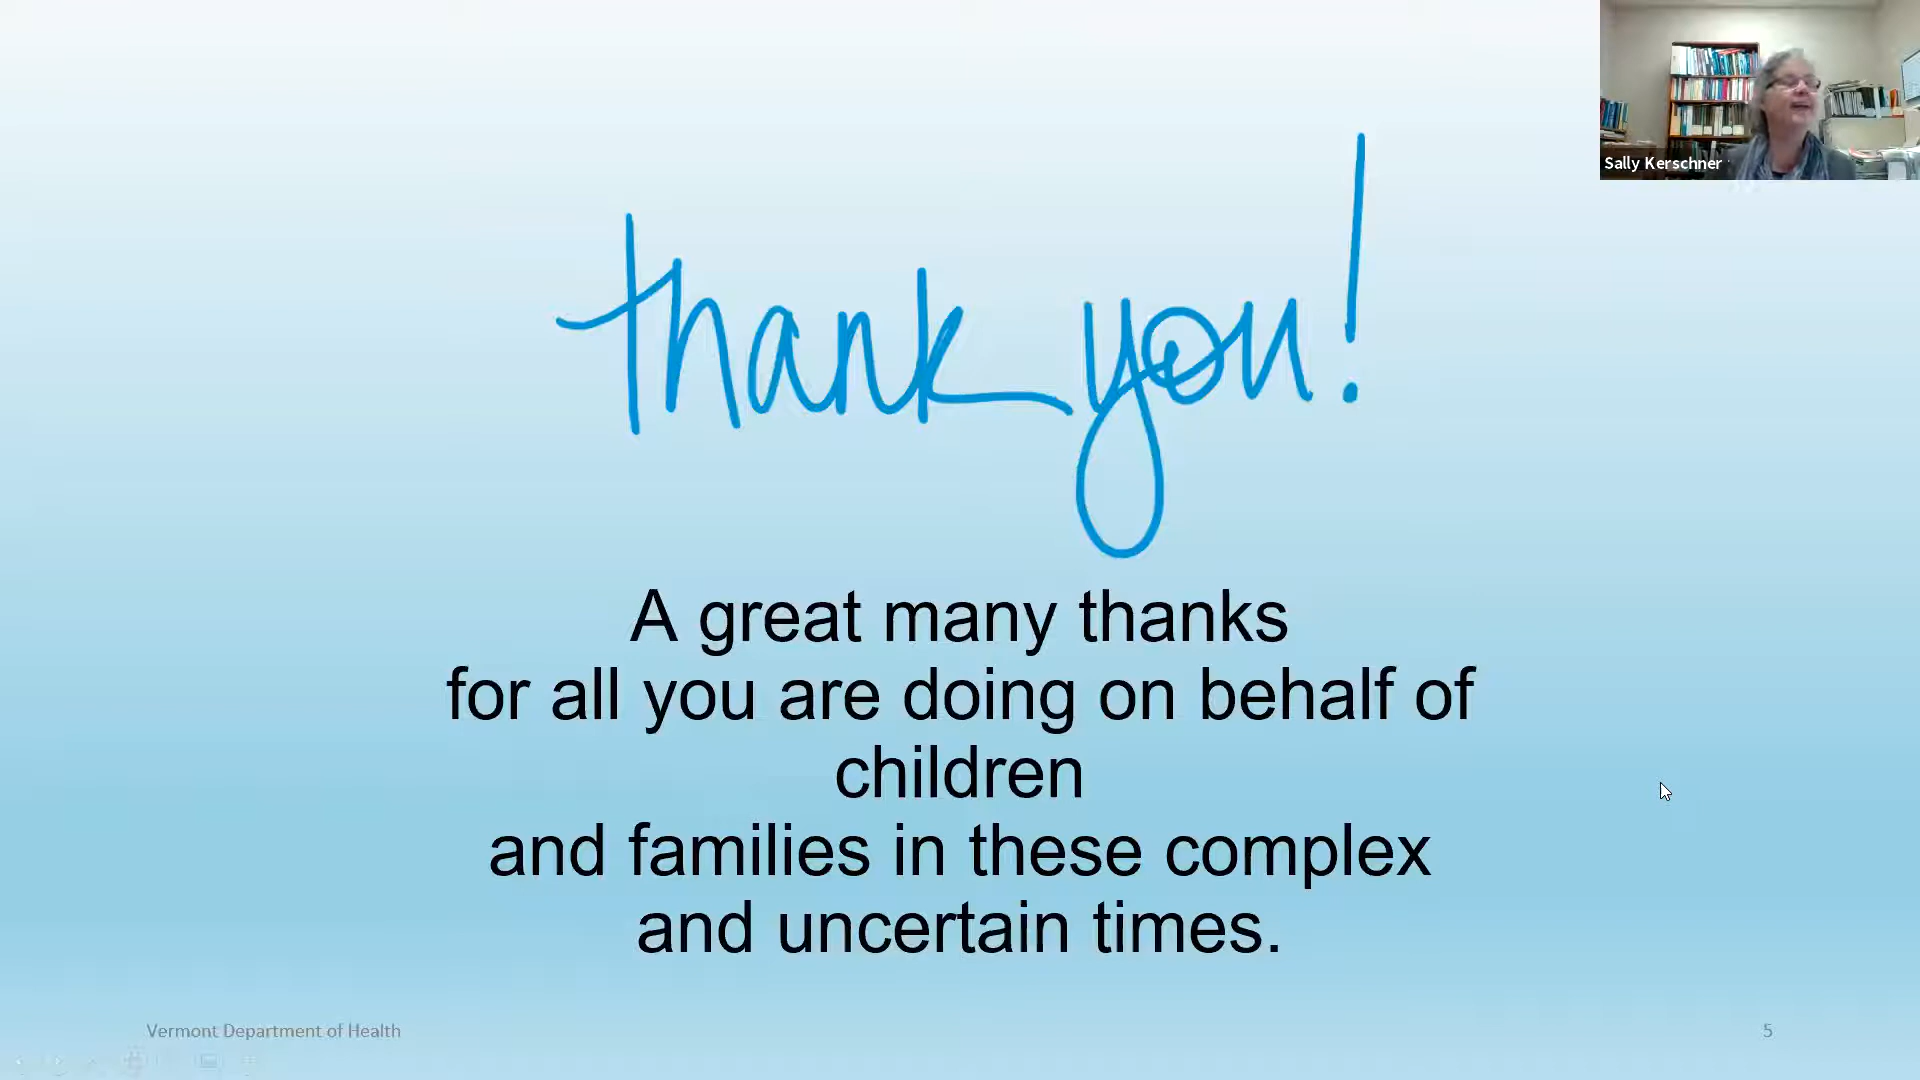 Sally Kerschner
thank you!
A great many thanks
for all you are doing on behalf of
children
and families in these complex
and uncertain times.
Vermont Department of Health
5